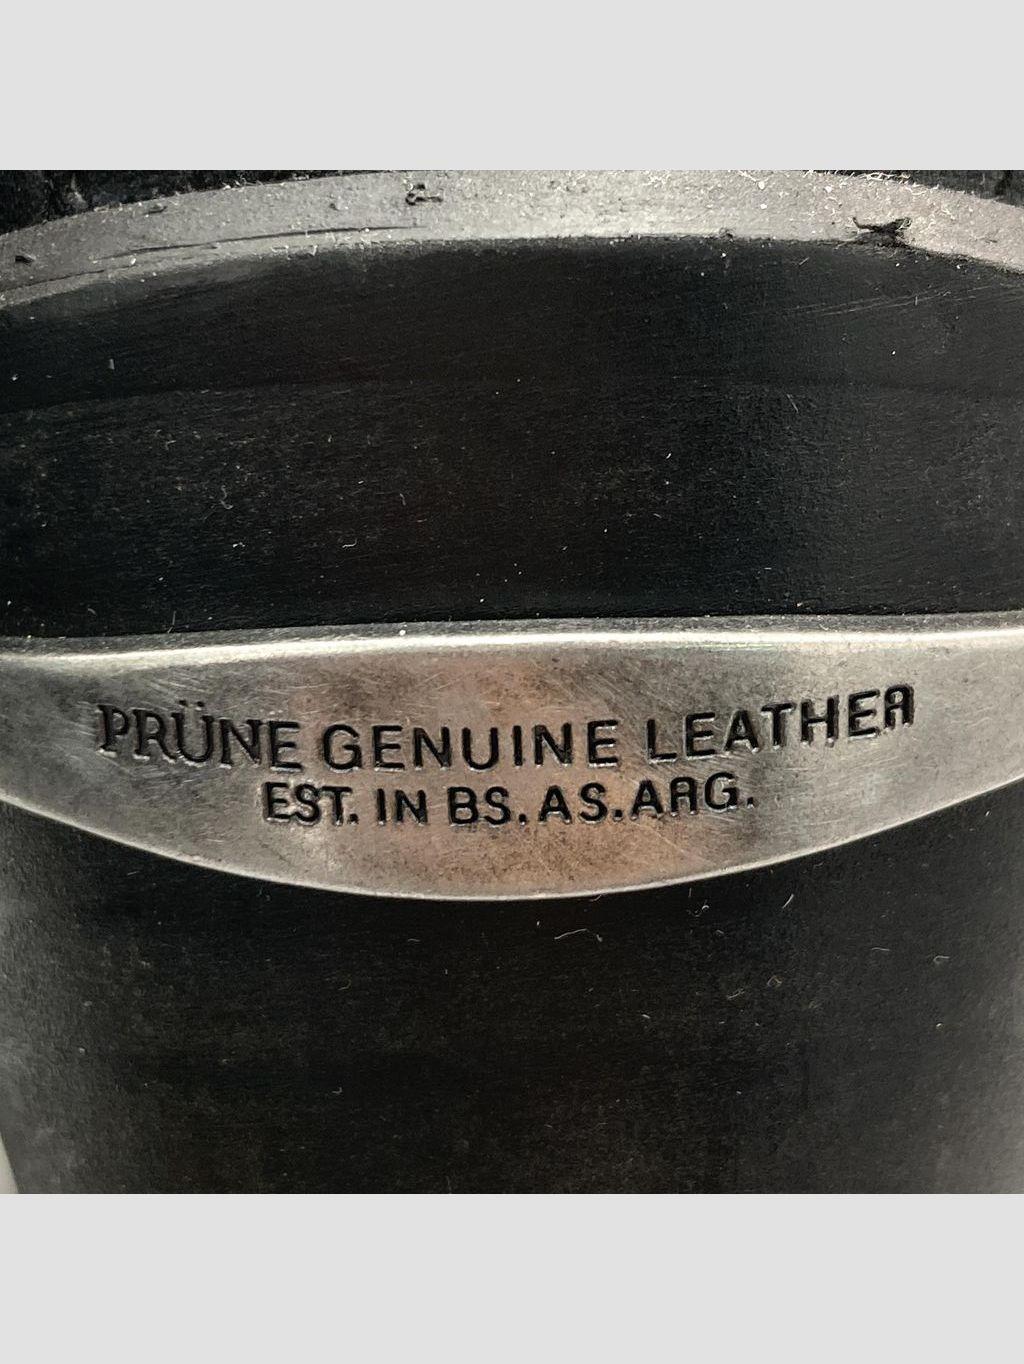 PRÜNE GENUINE LEATHER
EST. IN BS. AS. ARG.